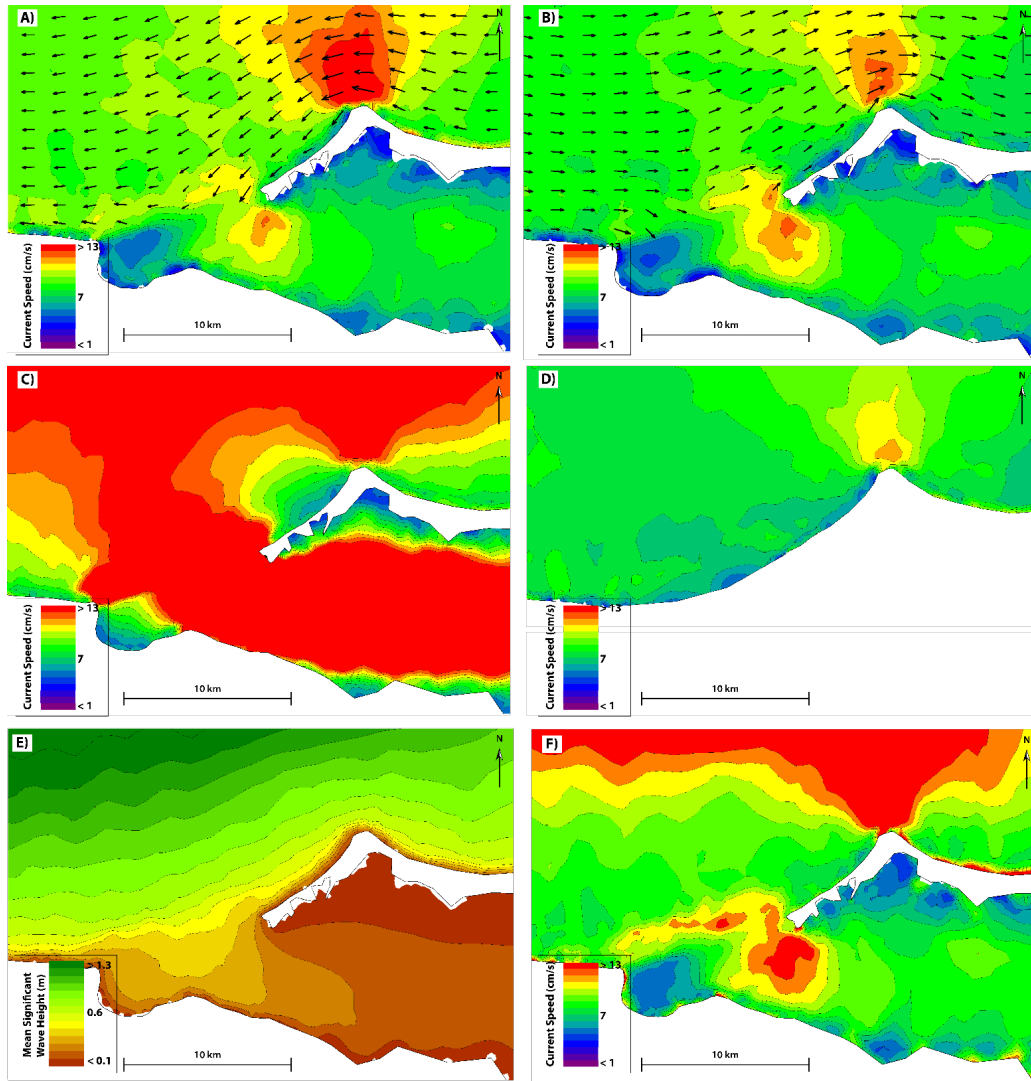 A)
N
Current Speed (cm/s)
> 13
7
< 1
10 km
B)
N
Current Speed (cm/s)
> 13
7
< 1
10 km
C)
N
Current Speed (cm/s)
> 13
7
< 1
10 km
D)
N
Current Speed (cm/s)
> 13
7
< 1
10 km
E)
N
Mean Significant
Wave Height (m)
> 1.3
0.6
< 0.1
10 km
F)
N
Current Speed (cm/s)
> 13
7
< 1
10 km